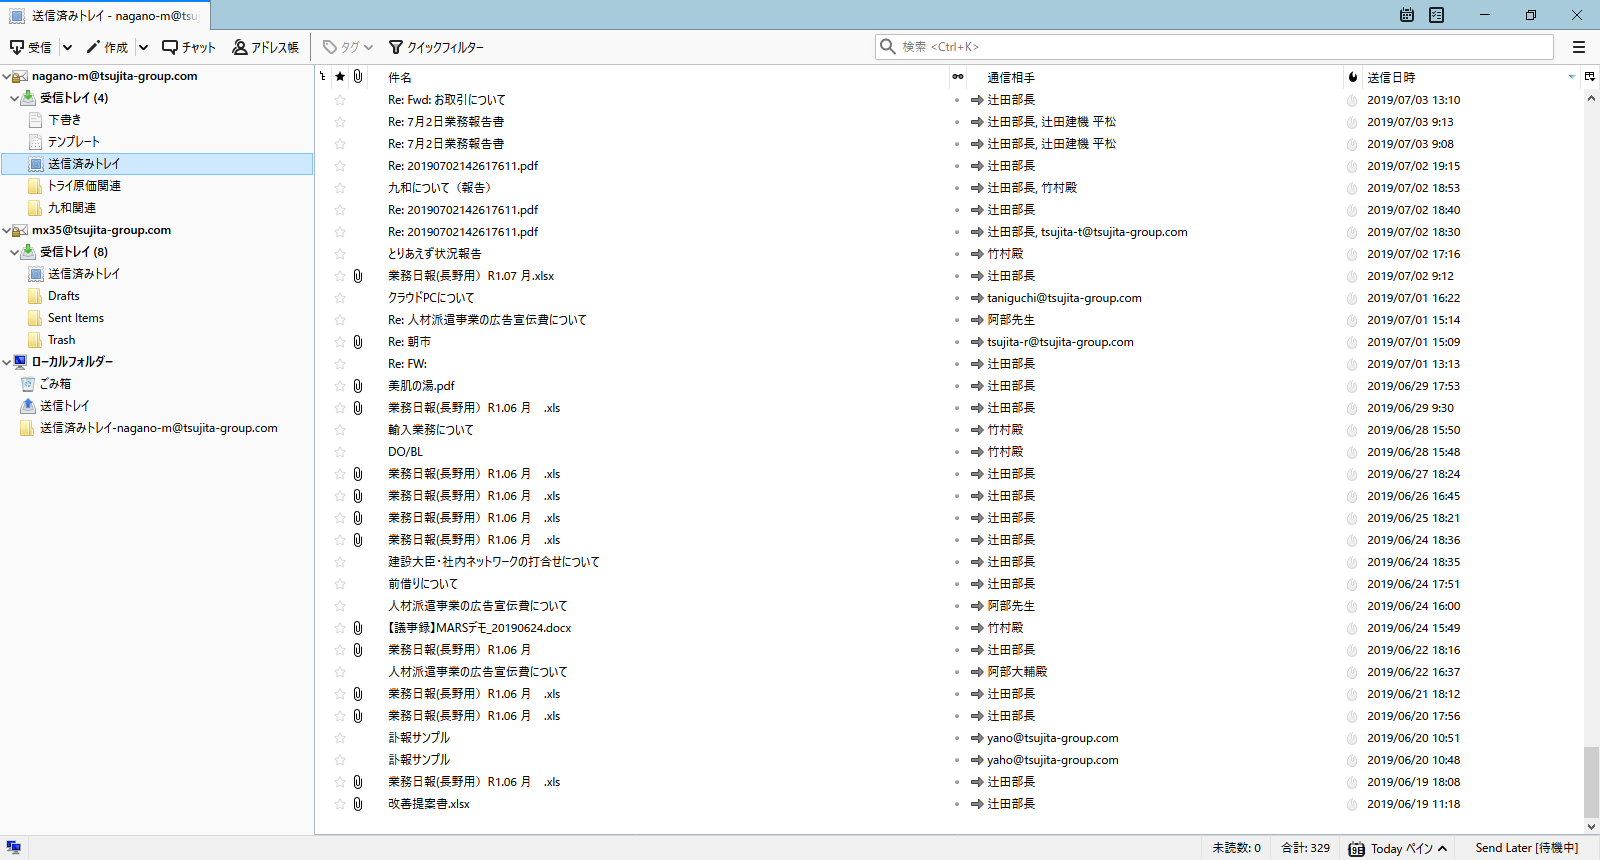 送信済みトレイ - nagano-m@tsu
受信 作成 チャット アドレス帳 タグ クイックフィルター 検索 <Ctrl+K>
nagano-m@tsujita-group.com
受信トレイ (4)
下書き
テンプレート
送信済みトレイ
トライ原価関連
九和関連
mx35@tsujita-group.com
受信トレイ (8)
送信済みトレイ
Drafts
Sent Items
Trash
ローカルフォルダー
ごみ箱
送信トレイ
送信済みトレイ-nagano-m@tsujita-group.com
件名 通信相手 送信日時
Re: Fwd: お取引について 辻田部長 2019/07/03 13:10
Re: 7月2日業務報告書 辻田部長, 辻田建機 平松 2019/07/03 9:13
Re: 7月2日業務報告書 辻田部長, 辻田建機 平松 2019/07/03 9:08
Re: 20190702142617611.pdf 辻田部長 2019/07/02 19:15
九和について（報告） 辻田部長, 竹村殿 2019/07/02 18:53
Re: 20190702142617611.pdf 辻田部長 2019/07/02 18:40
Re: 20190702142617611.pdf 辻田部長, tsujita-t@tsujita-group.com 2019/07/02 18:30
とりあえず状況報告 竹村殿 2019/07/02 17:16
業務日報(長野用）R1.07 月.xlsx 辻田部長 2019/07/02 9:12
クラウドPCについて taniguchi@tsujita-group.com 2019/07/01 16:22
Re: 人材派遣事業の広告宣伝費について 阿部先生 2019/07/01 15:14
Re: 朝市 tsujita-r@tsujita-group.com 2019/07/01 15:09
Re: FW: 辻田部長 2019/07/01 13:13
美肌の湯.pdf 辻田部長 2019/06/29 17:53
業務日報(長野用）R1.06 月　.xls 辻田部長 2019/06/29 9:30
輸入業務について 竹村殿 2019/06/28 15:50
DO/BL 竹村殿 2019/06/28 15:48
業務日報(長野用）R1.06 月　.xls 辻田部長 2019/06/27 18:24
業務日報(長野用）R1.06 月　.xls 辻田部長 2019/06/26 16:45
業務日報(長野用）R1.06 月　.xls 辻田部長 2019/06/25 18:21
業務日報(長野用）R1.06 月　.xls 辻田部長 2019/06/24 18:36
建設大臣・社内ネットワークの打合せについて 辻田部長 2019/06/24 18:35
前借りについて 辻田部長 2019/06/24 17:51
人材派遣事業の広告宣伝費について 阿部先生 2019/06/24 16:00
【議事録】MARSデモ_20190624.docx 竹村殿 2019/06/24 15:49
業務日報(長野用）R1.06 月 辻田部長 2019/06/22 18:16
人材派遣事業の広告宣伝費について 阿部大輔殿 2019/06/22 16:37
業務日報(長野用）R1.06 月　.xls 辻田部長 2019/06/21 18:12
業務日報(長野用）R1.06 月　.xls 辻田部長 2019/06/20 17:56
訃報サンプル yano@tsujita-group.com 2019/06/20 10:51
訃報サンプル yaho@tsujita-group.com 2019/06/20 10:48
業務日報(長野用）R1.06 月　.xls 辻田部長 2019/06/19 18:08
改善提案書.xlsx 辻田部長 2019/06/19 11:18
未読数: 0 合計: 329 Today ペイン Send Later [待機中]